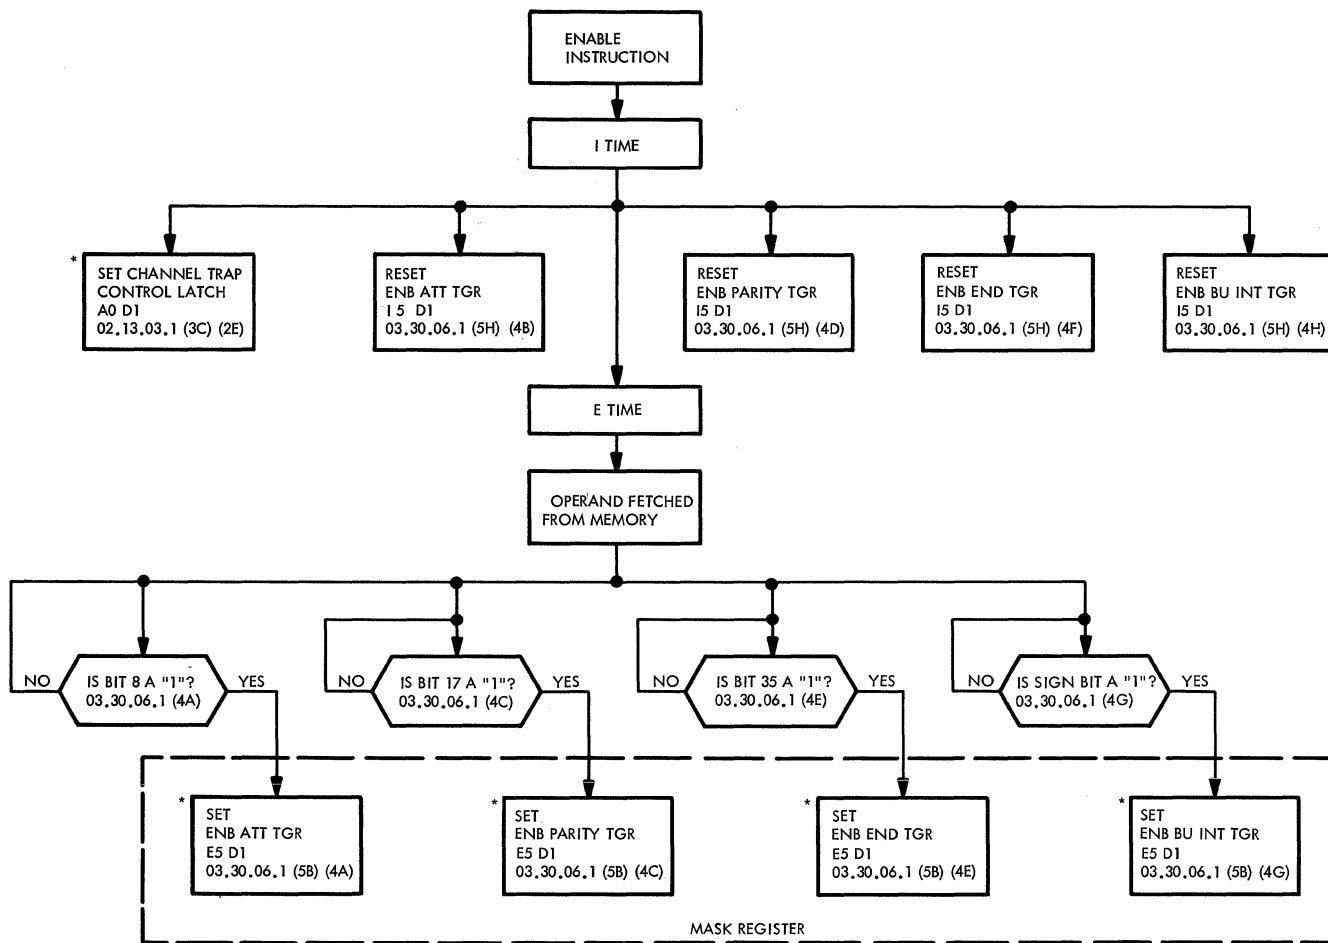 ENABLE
INSTRUCTION
I TIME
*
SET CHANNEL TRAP
CONTROL LATCH
A0 D1
02.13.03.1 (3C) (2E)
RESET
ENB ATT TGR
I 5 D1
03.30.06.1 (5H) (4B)
RESET
ENB PARITY TGR
I5 D1
03.30.06.1 (5H) (4D)
RESET
ENB END TGR
I5 D1
03.30.06.1 (5H) (4F)
RESET
ENB BU INT TGR
I5 D1
03.30.06.1 (5H) (4H)
E TIME
OPERAND FETCHED
FROM MEMORY
NO
IS BIT 8 A "1"?
03.30.06.1 (4A)
YES
NO
IS BIT 17 A "1"?
03.30.06.1 (4C)
YES
NO
IS BIT 35 A "1"?
03.30.06.1 (4E)
YES
NO
IS SIGN BIT A "1"?
03.30.06.1 (4G)
YES
*
SET
ENB ATT TGR
E5 D1
03.30.06.1 (5B) (4A)
*
SET
ENB PARITY TGR
E5 D1
03.30.06.1 (5B) (4C)
*
SET
ENB END TGR
E5 D1
03.30.06.1 (5B) (4E)
*
SET
ENB BU INT TGR
E5 D1
03.30.06.1 (5B) (4G)
MASK REGISTER